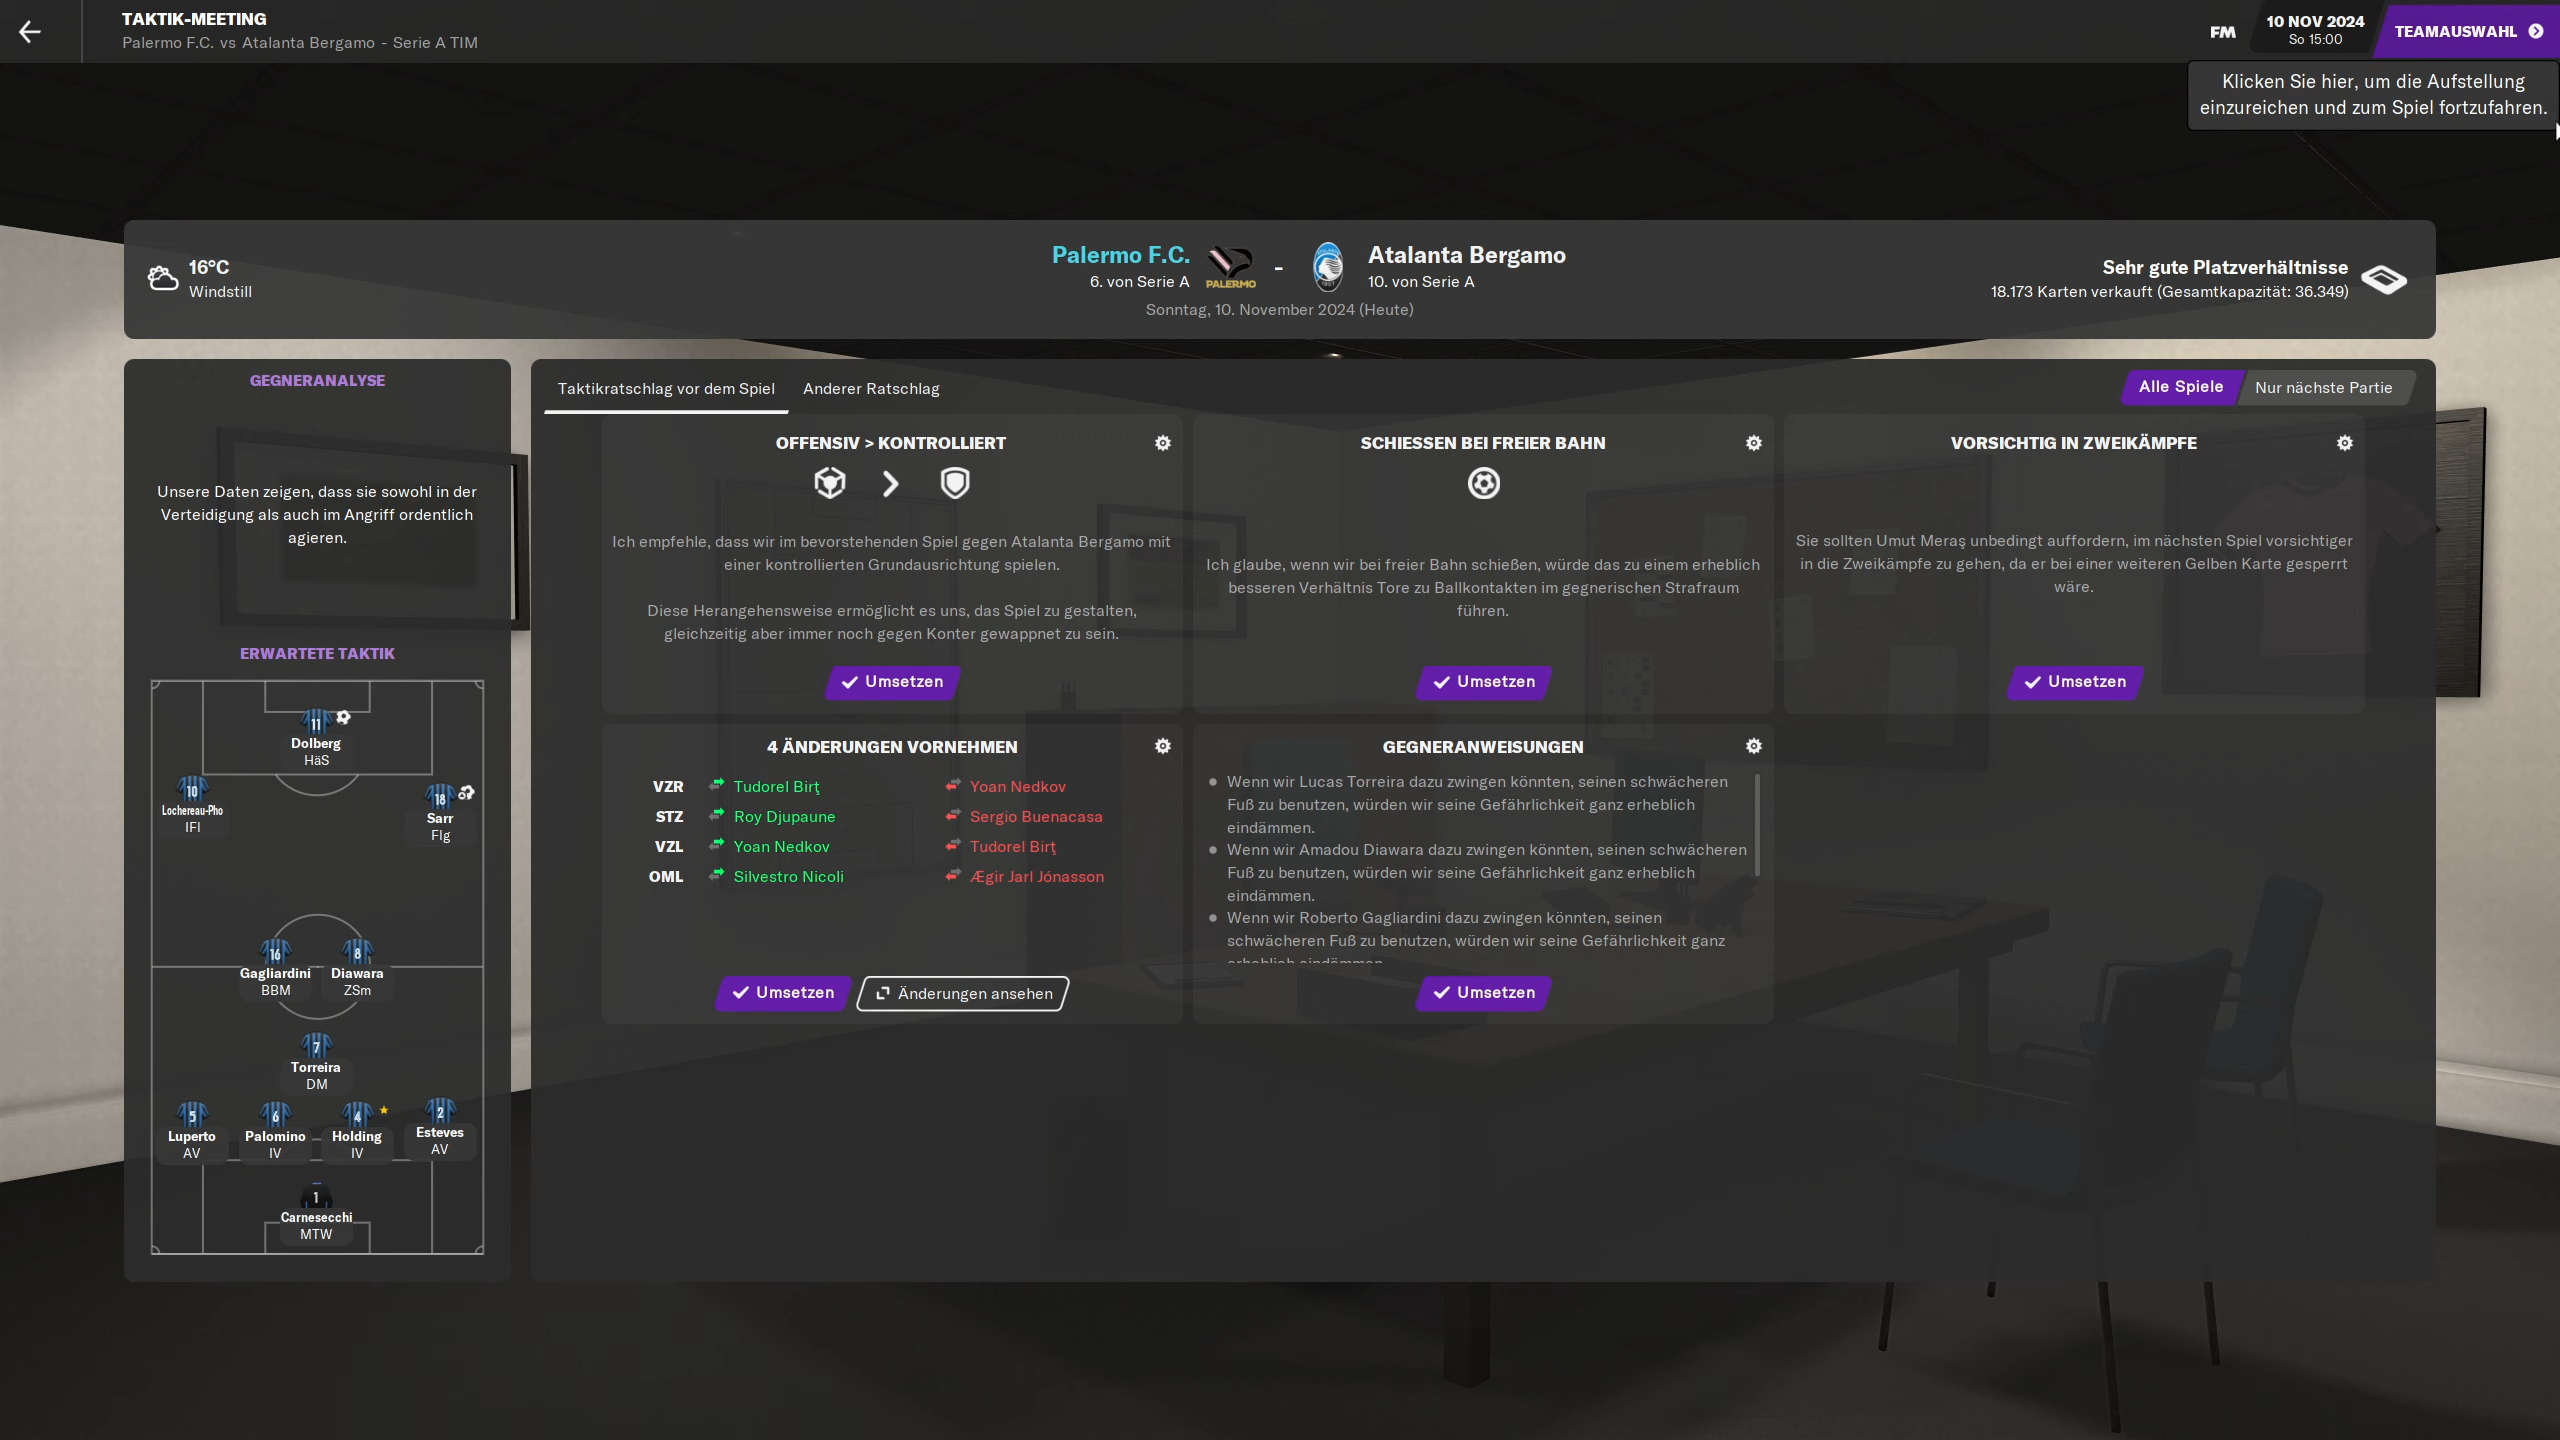 TAKTIK-MEETING
Palermo F.C. vs Atalanta Bergamo - Serie A TIM
FM
10 NOV 2024
So 15:00
TEAMAUSWAHL
Klicken Sie hier, um die Aufstellung
einzureichen und zum Spiel fortzufahren.
16°C
Windstill
Palermo F.C.
6. von Serie A
PALERMO
-
Atalanta Bergamo
10. von Serie A
Sonntag, 10. November 2024 (Heute)
Sehr gute Platzverhältnisse
18.173 Karten verkauft (Gesamtkapazität: 36.349)
GEGNERANALYSE
Unsere Daten zeigen, dass sie sowohl in der
Verteidigung als auch im Angriff ordentlich
agieren.
ERWARTETE TAKTIK
11
Dolberg
HäS
10
Lochereau-Pho
IFl
18
Sarr
Flg
16
Gagliardini
BBM
8
Diawara
ZSm
7
Torreira
DM
5
Luperto
AV
6
Palomino
IV
4
Holding
IV
2
Esteves
AV
1
Carnesecchi
MTW
Taktikratschlag vor dem Spiel
Anderer Ratschlag
Alle Spiele
Nur nächste Partie
OFFENSIV > KONTROLLIERT
Ich empfehle, dass wir im bevorstehenden Spiel gegen Atalanta Bergamo mit
einer kontrollierten Grundausrichtung spielen.
Diese Herangehensweise ermöglicht es uns, das Spiel zu gestalten,
gleichzeitig aber immer noch gegen Konter gewappnet zu sein.
Umsetzen
SCHIESSEN BEI FREIER BAHN
Ich glaube, wenn wir bei freier Bahn schießen, würde das zu einem erheblich
besseren Verhältnis Tore zu Ballkontakten im gegnerischen Strafraum
führen.
Umsetzen
VORSICHTIG IN ZWEIKÄMPFE
Sie sollten Umut Meraş unbedingt auffordern, im nächsten Spiel vorsichtiger
in die Zweikämpfe zu gehen, da er bei einer weiteren Gelben Karte gesperrt
wäre.
Umsetzen
4 ÄNDERUNGEN VORNEHMEN
VZR Tudorel Birţ Yoan Nedkov
STZ Roy Djupaune Sergio Buenacasa
VZL Yoan Nedkov Tudorel Birţ
OML Silvestro Nicoli Ægir Jarl Jónasson
Umsetzen
Änderungen ansehen
GEGNERANWEISUNGEN
Wenn wir Lucas Torreira dazu zwingen könnten, seinen schwächeren
Fuß zu benutzen, würden wir seine Gefährlichkeit ganz erheblich
eindämmen.
Wenn wir Amadou Diawara dazu zwingen könnten, seinen schwächeren
Fuß zu benutzen, würden wir seine Gefährlichkeit ganz erheblich
eindämmen.
Wenn wir Roberto Gagliardini dazu zwingen könnten, seinen
schwächeren Fuß zu benutzen, würden wir seine Gefährlichkeit ganz
erheblich eindämmen.
Umsetzen